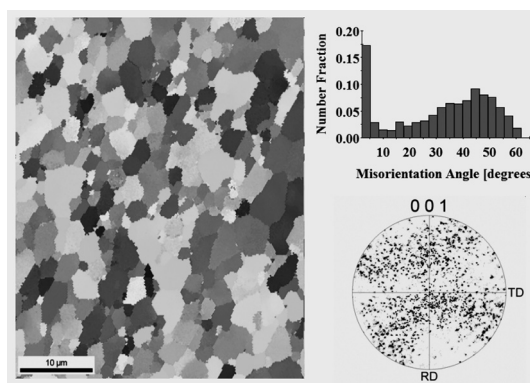 10 µm
Number Fraction
0.20
0.15
0.10
0.05
0.00
10 20 30 40 50 60
Misorientation Angle [degrees
0 0 1
TD
RD